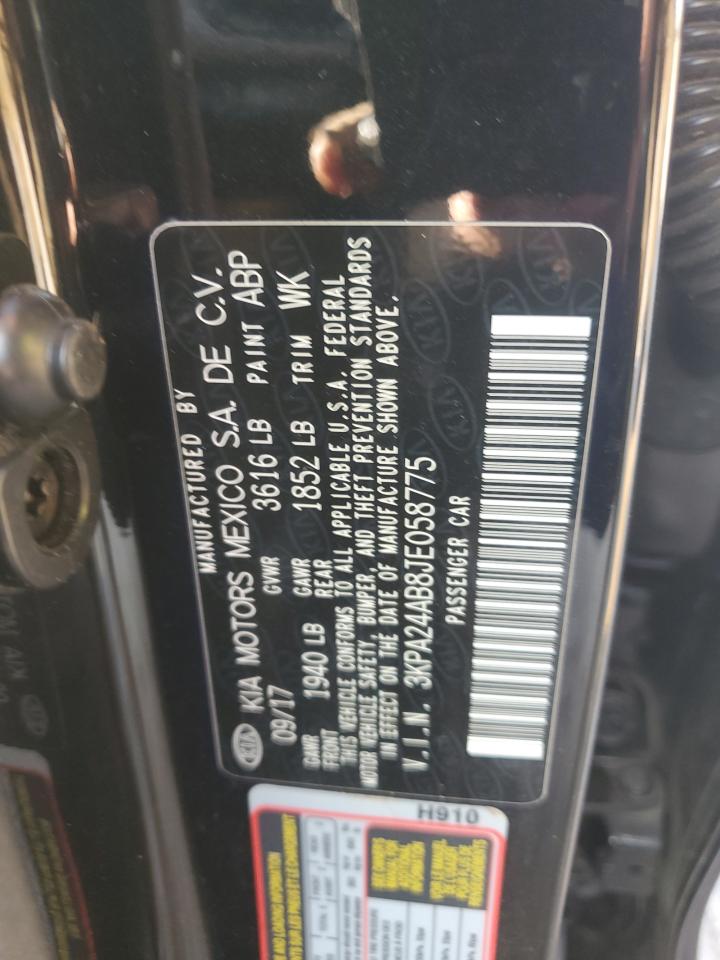 MANUFACTURED BY
KIA KIA MOTORS MEXICO S.A. DE C.V.
09/17 GVWR 3616 LB PAINT ABP
GAWR FRONT 1940 LB GAWR REAR 1852 LB TRIM WK
THIS VEHICLE CONFORMS TO ALL APPLICABLE U.S.A. FEDERAL
MOTOR VEHICLE SAFETY, BUMPER, AND THEFT PREVENTION STANDARDS
IN EFFECT ON THE DATE OF MANUFACTURE SHOWN ABOVE.
V.I.N. 3KPA24AB8JE058775
PASSENGER CAR
H910